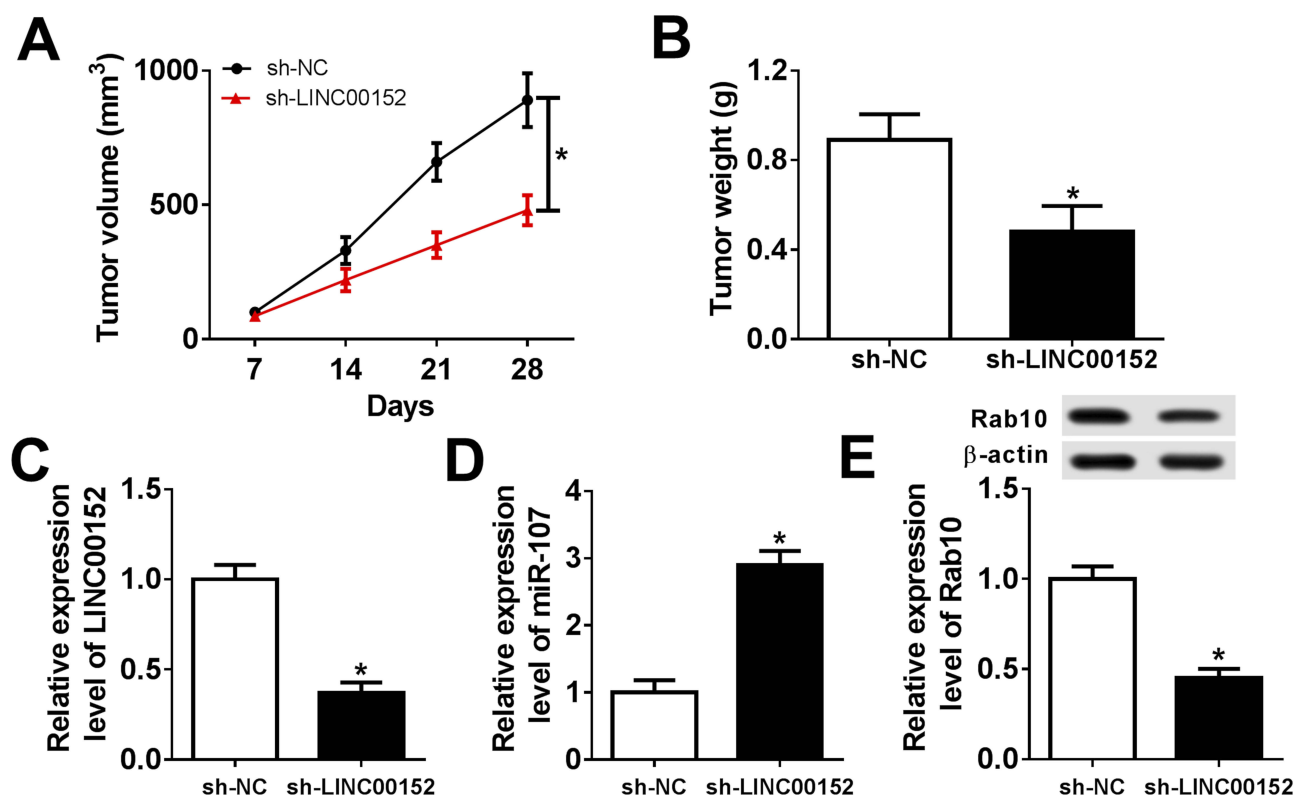 A
Tumor volume (mm³)
1000
500
0
sh-NC
sh-LINC00152
*
7 14 21 28
Days
B
Tumor weight (g)
1.2
0.8
0.4
0.0
*
sh-NC sh-LINC00152
C
Relative expression
level of LINC00152
1.5
1.0
0.5
0.0
*
sh-NC sh-LINC00152
D
Relative expression
level of miR-107
4
3
2
1
0
*
sh-NC sh-LINC00152
E
Rab10
β-actin
Relative expression
level of Rab10
1.5
1.0
0.5
0.0
*
sh-NC sh-LINC00152